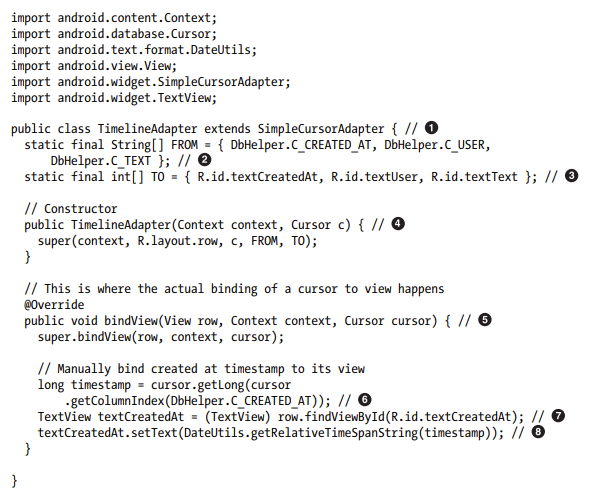 import android.content.Context;
import android.database.Cursor;
import android.text.format.DateUtils;
import android.view.View;
import android.widget.SimpleCursorAdapter;
import android.widget.TextView;

public class TimelineAdapter extends SimpleCursorAdapter { // ❶
  static final String[] FROM = { DbHelper.C_CREATED_AT, DbHelper.C_USER,
      DbHelper.C_TEXT }; // ❷
  static final int[] TO = { R.id.textCreatedAt, R.id.textUser, R.id.textText }; // ❸

  // Constructor
  public TimelineAdapter(Context context, Cursor c) { // ❹
    super(context, R.layout.row, c, FROM, TO);
  }

  // This is where the actual binding of a cursor to view happens
  @Override
  public void bindView(View row, Context context, Cursor cursor) { // ❺
    super.bindView(row, context, cursor);

    // Manually bind created at timestamp to its view
    long timestamp = cursor.getLong(cursor
        .getColumnIndex(DbHelper.C_CREATED_AT)); // ❻
    TextView textCreatedAt = (TextView) row.findViewById(R.id.textCreatedAt); // ❼
    textCreatedAt.setText(DateUtils.getRelativeTimeSpanString(timestamp)); // ❽
  }

}